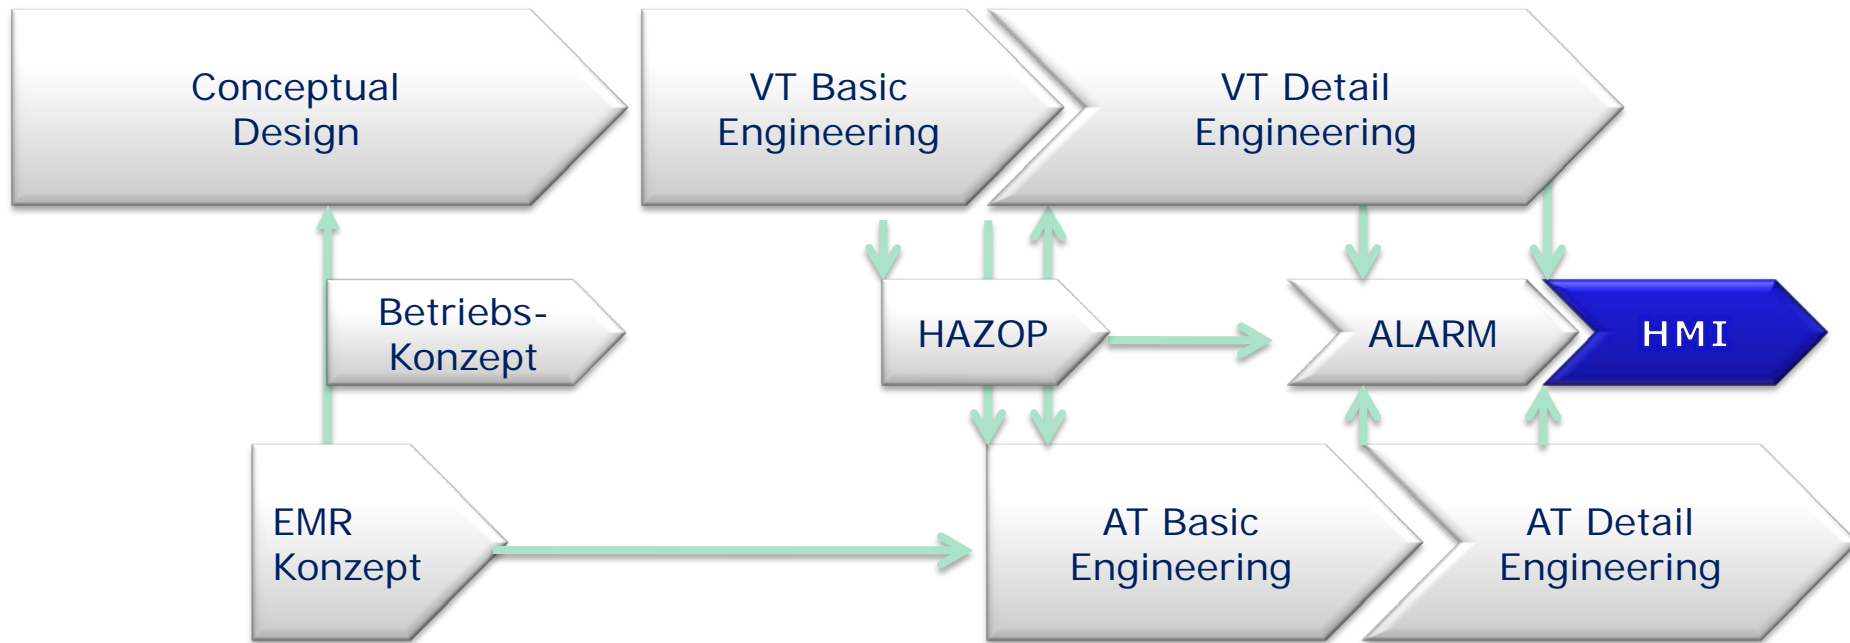 Conceptual
Design
VT Basic
Engineering
VT Detail
Engineering
Betriebs-
Konzept
HAZOP
ALARM
HMI
EMR
Konzept
AT Basic
Engineering
AT Detail
Engineering